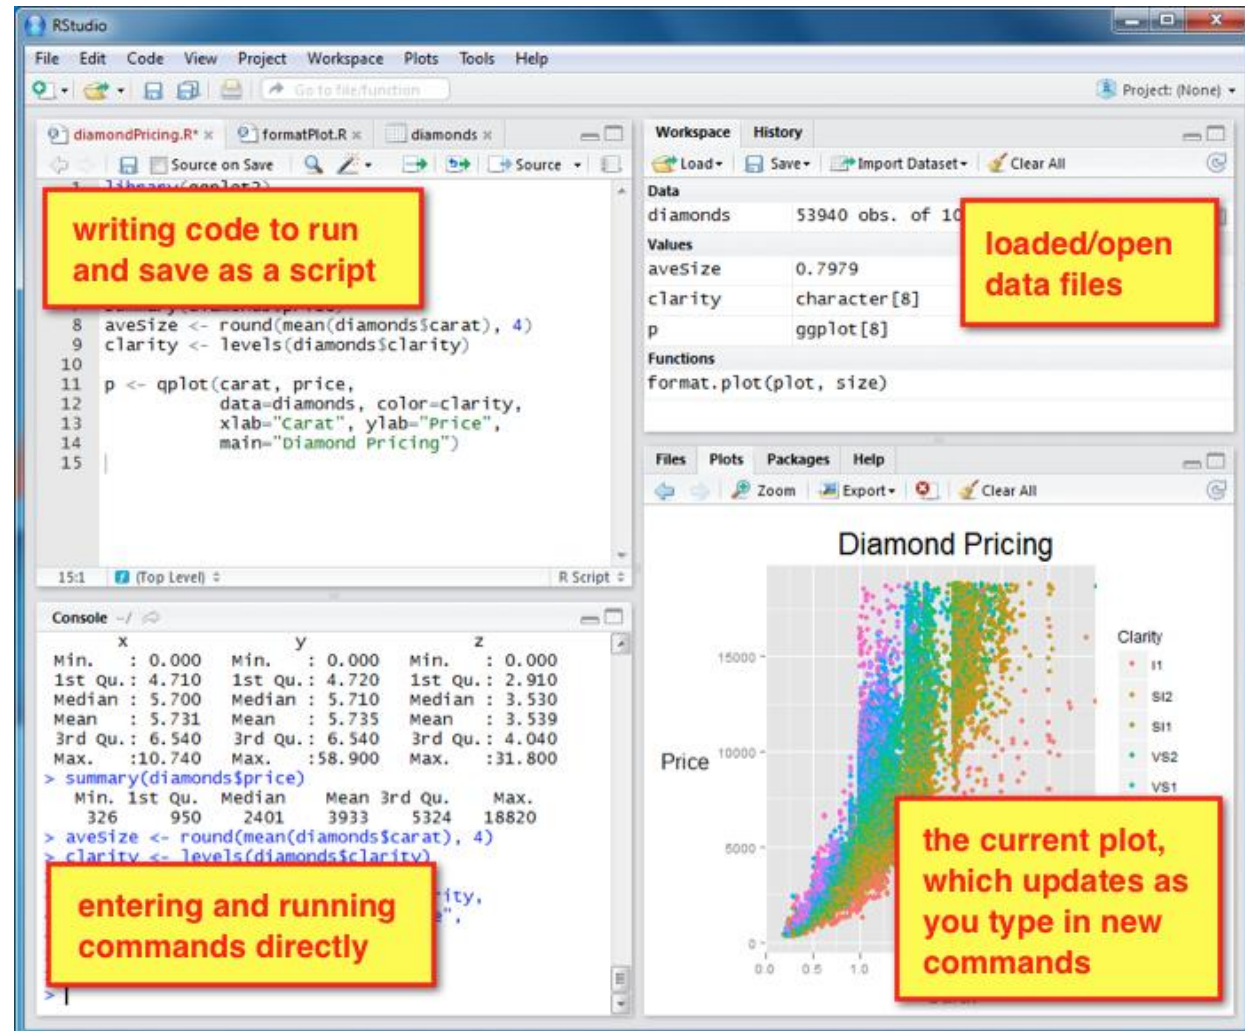 RStudio
File Edit Code View Project Workspace Plots Tools Help
Go to file/function
Project: (None)
diamondPricing.R*
formatPlot.R
diamonds
Source on Save
Source
1 library(ggplot2)
writing code to run
and save as a script
8 aveSize <- round(mean(diamonds$carat), 4)
9 clarity <- levels(diamonds$clarity)
10
11 p <- qplot(carat, price,
12 data=diamonds, color=clarity,
13 xlab="Carat", ylab="Price",
14 main="Diamond Pricing")
15
15:1 (Top Level) R Script
Console ~/
x y z
Min. : 0.000 Min. : 0.000 Min. : 0.000
1st Qu.: 4.710 1st Qu.: 4.720 1st Qu.: 2.910
Median : 5.700 Median : 5.710 Median : 3.530
Mean : 5.731 Mean : 5.735 Mean : 3.539
3rd Qu.: 6.540 3rd Qu.: 6.540 3rd Qu.: 4.040
Max. :10.740 Max. :58.900 Max. :31.800
> summary(diamonds$price)
Min. 1st Qu. Median Mean 3rd Qu. Max.
326 950 2401 3933 5324 18820
> aveSize <- round(mean(diamonds$carat), 4)
> clarity <- levels(diamonds$clarity)
entering and running
commands directly
>
Workspace History
Load Save Import Dataset Clear All
Data
diamonds 53940 obs. of 10
Values
aveSize 0.7979
clarity character[8]
p ggplot[8]
Functions
format.plot(plot, size)
loaded/open
data files
Files Plots Packages Help
Zoom Export Clear All
Diamond Pricing
Price
15000
10000
5000
0
0.0 0.5 1.0
Clarity
I1
SI2
SI1
VS2
VS1
the current plot,
which updates as
you type in new
commands